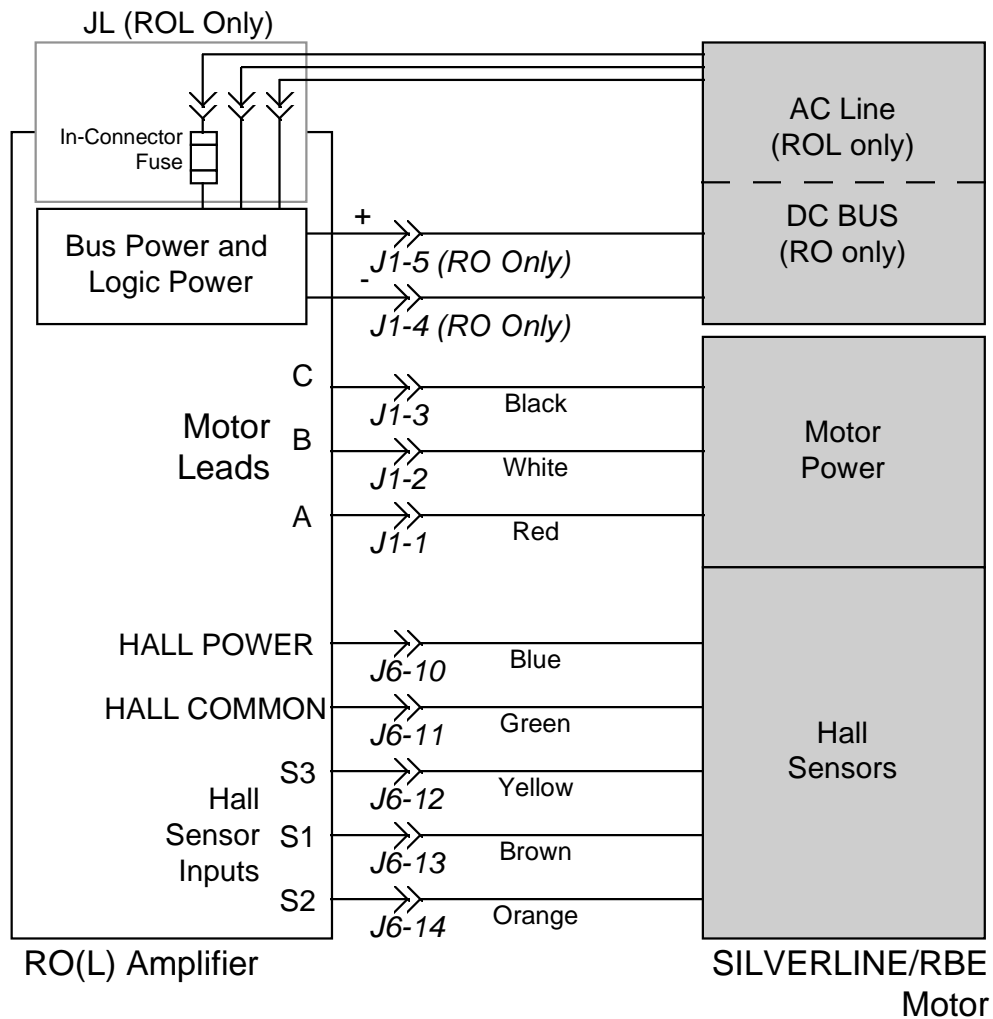 JL (ROL Only)
In-Connector
Fuse
AC Line
(ROL only)
DC BUS
(RO only)
Bus Power and
Logic Power
+
J1-5 (RO Only)
-
J1-4 (RO Only)
Motor
Leads
C
J1-3
Black
B
J1-2
White
A
J1-1
Red
Motor
Power
HALL POWER
J6-10
Blue
HALL COMMON
J6-11
Green
Hall
Sensor
Inputs
S3
J6-12
Yellow
S1
J6-13
Brown
S2
J6-14
Orange
Hall
Sensors
RO(L) Amplifier
SILVERLINE/RBE
Motor